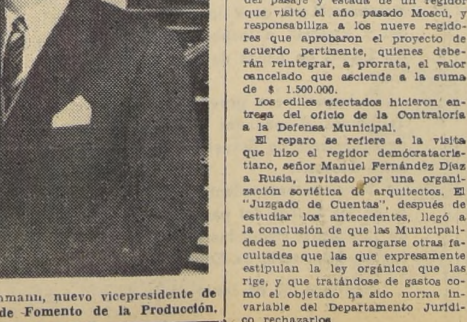 nuevo vicepresidente de
de Fomento de la Producción.
del pasaje y estada de un regidor
que visitó el año pasado Moscú, y
responsabiliza a los nueve regido-
res que aprobaron el proyecto de
acuerdo pertinente, quienes debe-
rán reintegrar, a prorrata, el valor
cancelado que asciende a la suma
de $ 1.500.000.
Los ediles afectados hicieron en-
trega del oficio de la Contraloría
a la Defensa Municipal.
El reparo se refiere a la visita
que hizo el regidor demócratacris-
tiano, señor Manuel Fernández Díaz
a Rusia, invitado por una organi-
zación soviética de arquitectos. El
"Juzgado de Cuentas", después de
estudiar los antecedentes, llegó a
la conclusión de que las Municipali-
dades no pueden arrogarse otras fa-
cultades que las que expresamente
estipulan la ley orgánica que las
rige, y que tratándose de gastos co-
mo el objetado ha sido norma in-
variable del Departamento Jurídi-
co rechazarlos